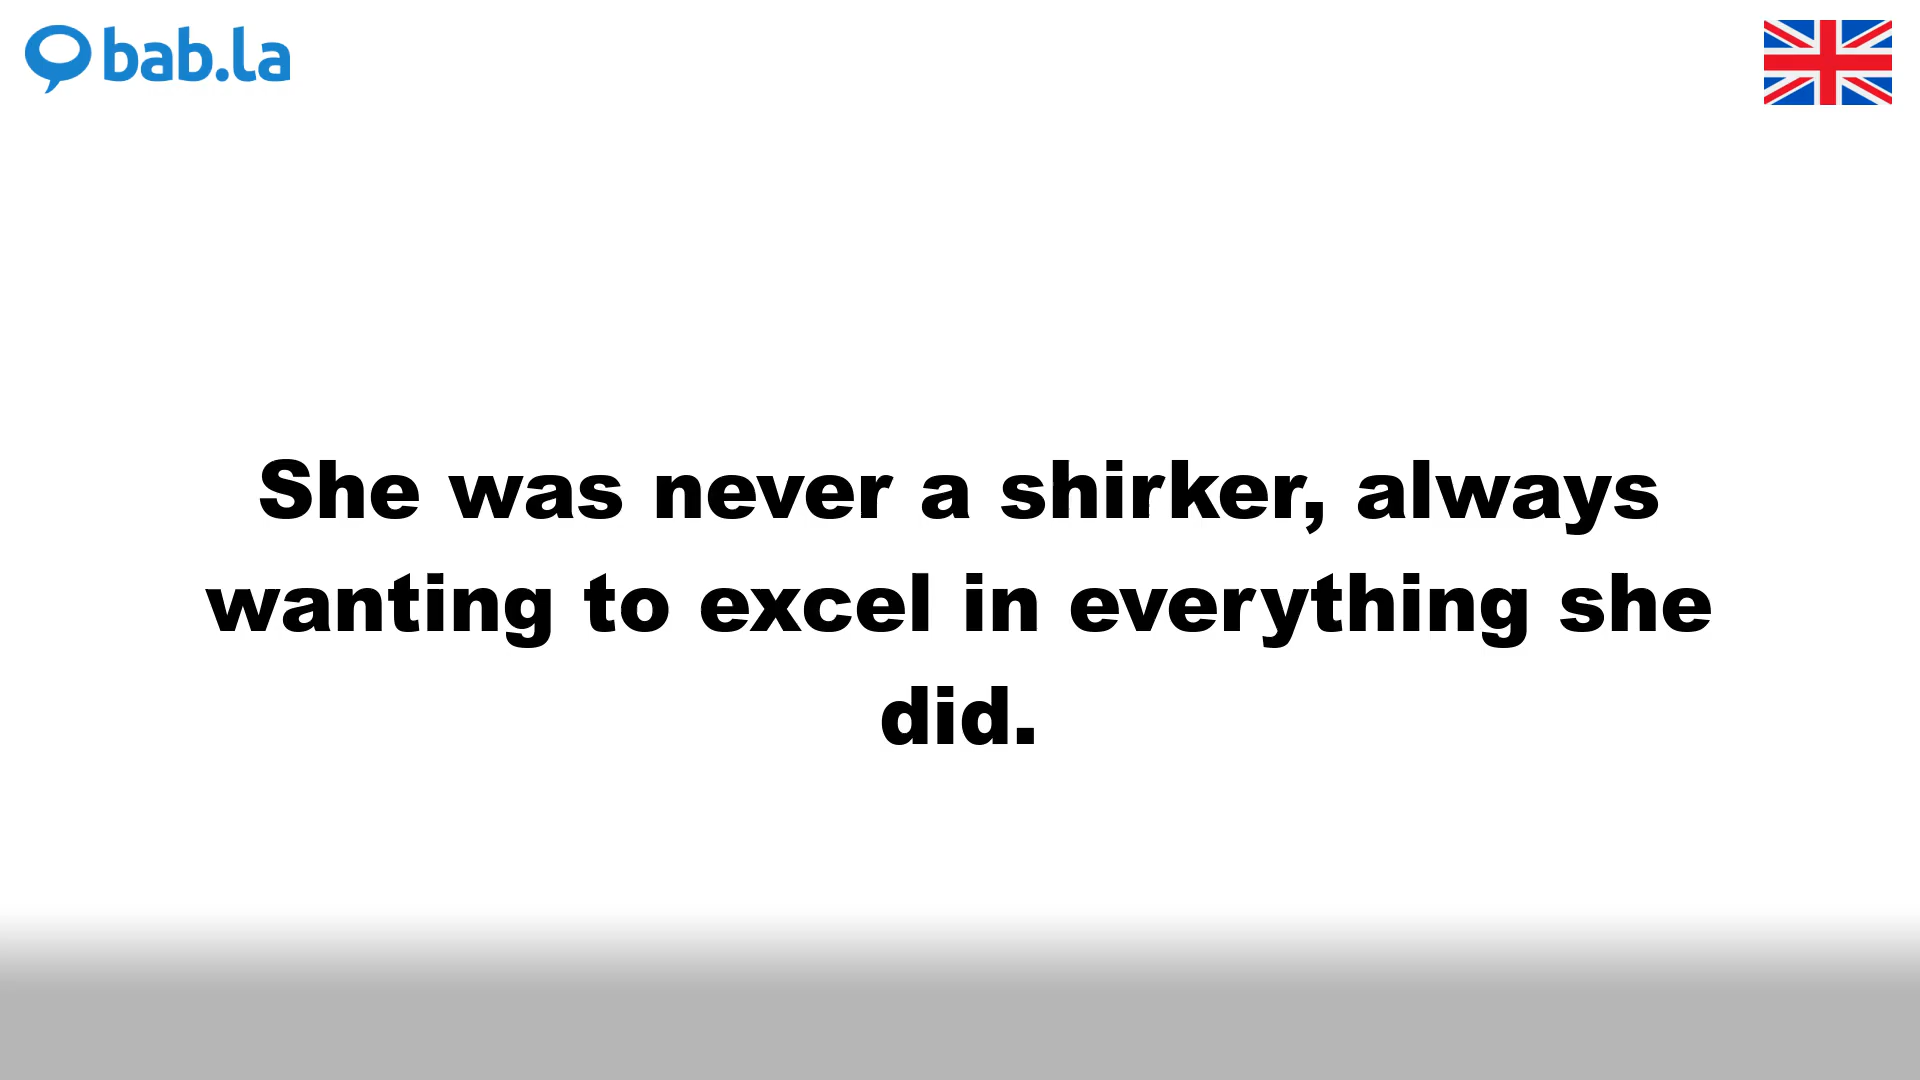 bab.la
She was never a shirker, always
wanting to excel in everything she
did.